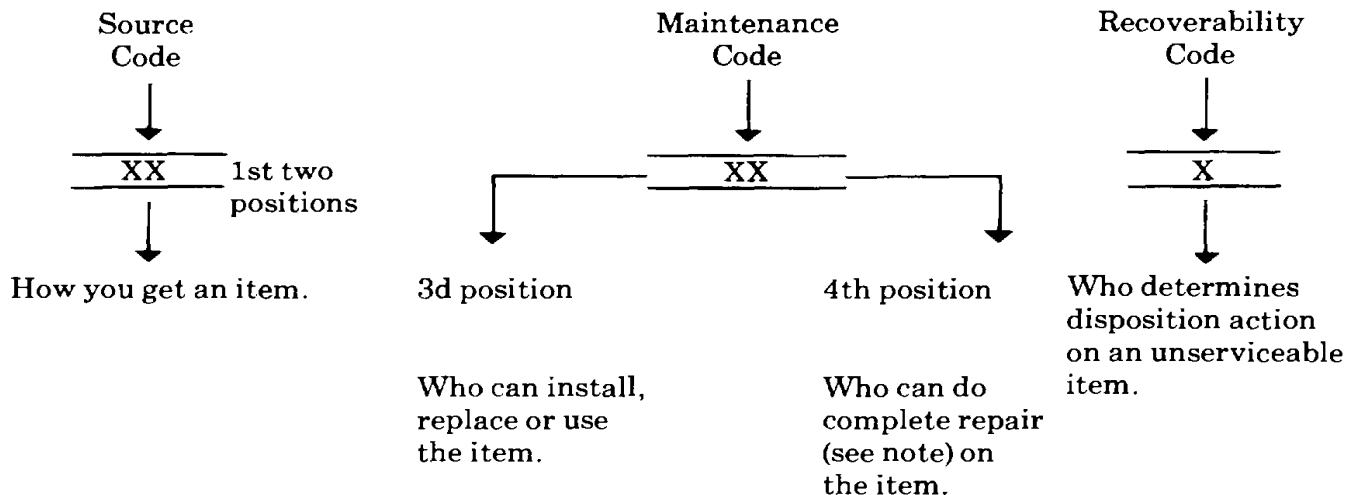 Source
Code
XX
1st two
positions
How you get an item.
Maintenance
Code
XX
3d position
Who can install,
replace or use
the item.
4th position
Who can do
complete repair
(see note) on
the item.
Recoverability
Code
X
Who determines
disposition action
on an unserviceable
item.